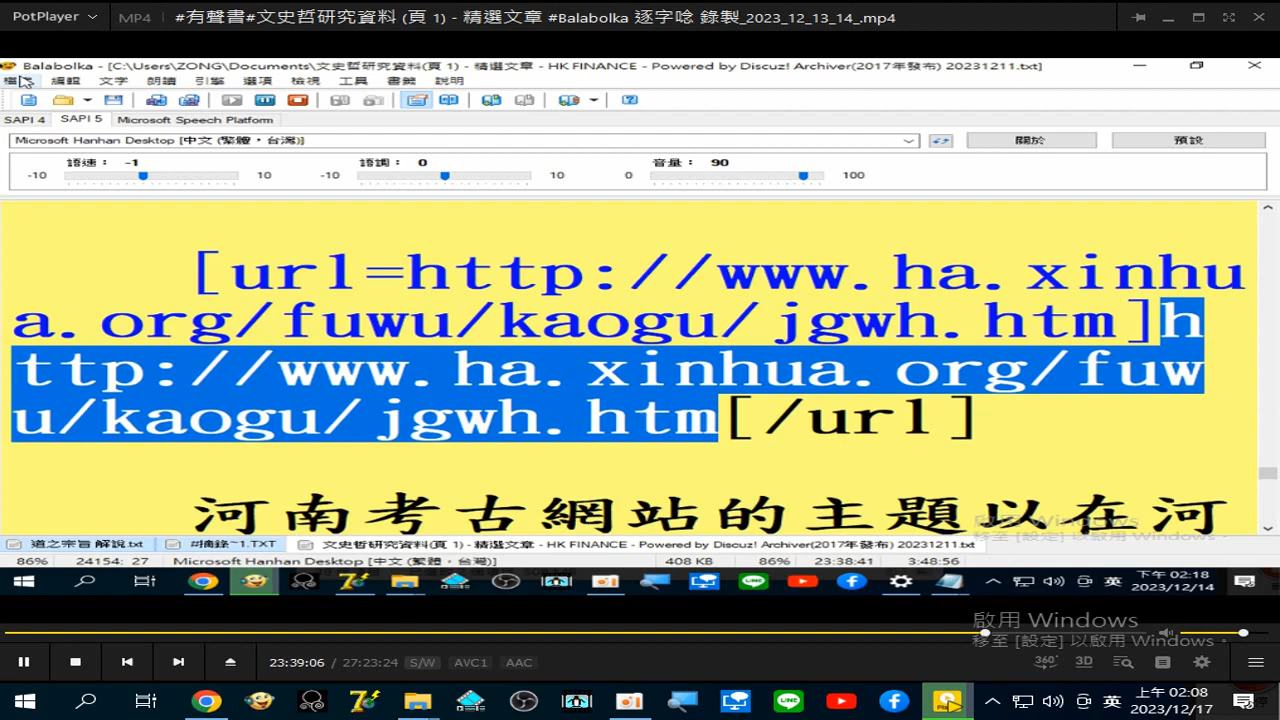 PotPlayer MP4 #有聲書#文史哲研究資料 (頁 1) - 精選文章 #Balabolka 逐字唸 錄製_2023_12_13_14_.mp4
Balabolka - [C:\Users\ZONG\Documents\文史哲研究資料(頁 1) - 精選文章 - HK FINANCE - Powered by Discuz! Archiver(2017年發布) 20231211.txt]
檔案 編輯 文字 朗讀 引擎 選項 檢視 工具 書籤 說明
SAPI 4 SAPI 5 Microsoft Speech Platform
Microsoft Hanhan Desktop [中文 (繁體，台灣)] 關於 預設
語速： -1 語調： 0 音量： 90
-10 10 -10 10 0 100
[url=http://www.ha.xinhu
a.org/fuwu/kaogu/jgwh.htm]h
ttp://www.ha.xinhua.org/fuw
u/kaogu/jgwh.htm[/url]
河南考古網站的主題以在河
啟用 Windows
移至 [設定] 以啟用 Windows。
道之宗旨 解說.txt #摘錄~1.TXT 文史哲研究資料(頁 1) - 精選文章 - HK FINANCE - Powered by Discuz! Archiver(2017年發布) 20231211.txt
86% 24154: 27 Microsoft Hanhan Desktop [中文 (繁體，台灣)] 408 KB 86% 23:38:41 3:48:56
英 下午 02:18
2023/12/14
啟用 Windows
移至 [設定] 以啟用 Windows。
23:39:06 / 27:23:24 S/W AVC1 AAC 360° 3D
英 上午 02:08
2023/12/17